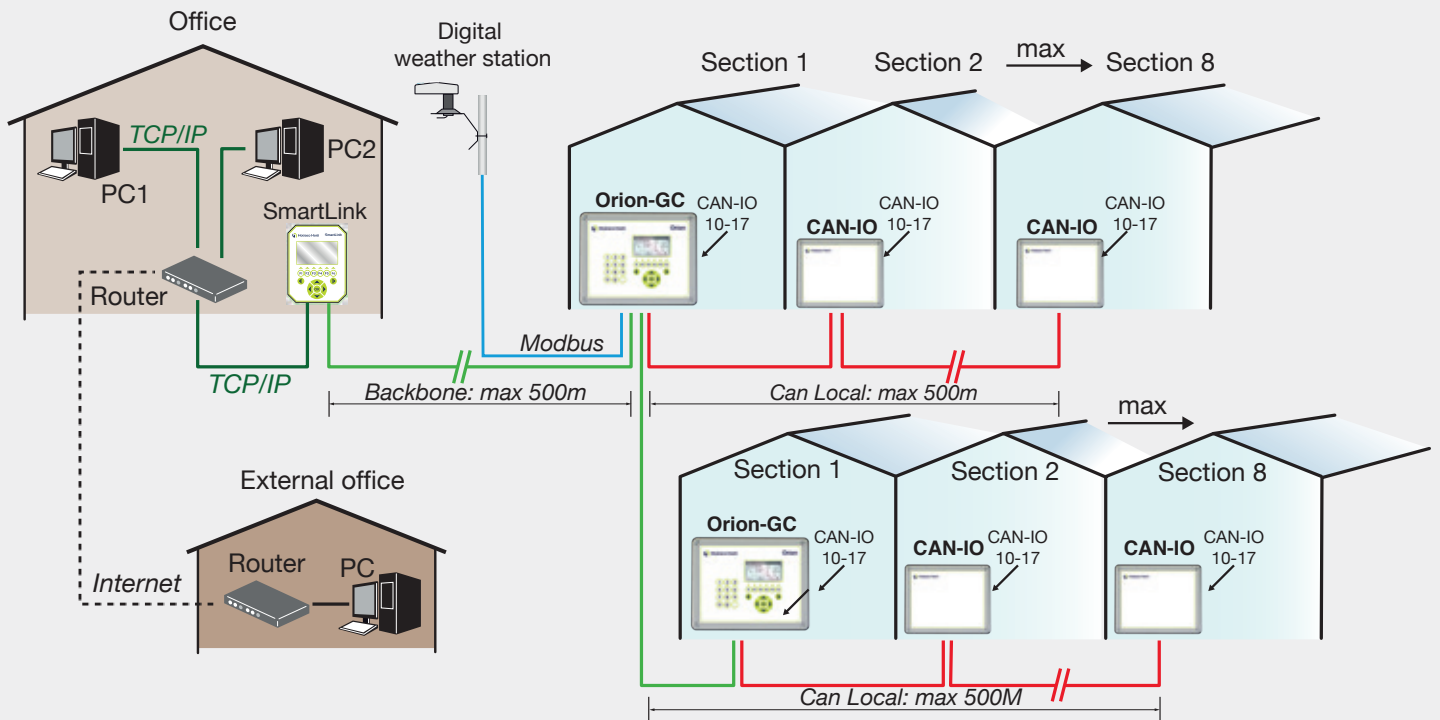 Office
Digital
weather station
Section 1
Section 2
max
Section 8
TCP/IP
PC1
PC2
SmartLink
Router
TCP/IP
Orion-GC
CAN-IO
10-17
CAN-IO
CAN-IO
10-17
CAN-IO
CAN-IO
10-17
Modbus
Backbone: max 500m
Can Local: max 500m
max
Section 1
Section 2
Section 8
Orion-GC
CAN-IO
10-17
CAN-IO
CAN-IO
10-17
CAN-IO
CAN-IO
10-17
Can Local: max 500M
External office
Router
PC
Internet